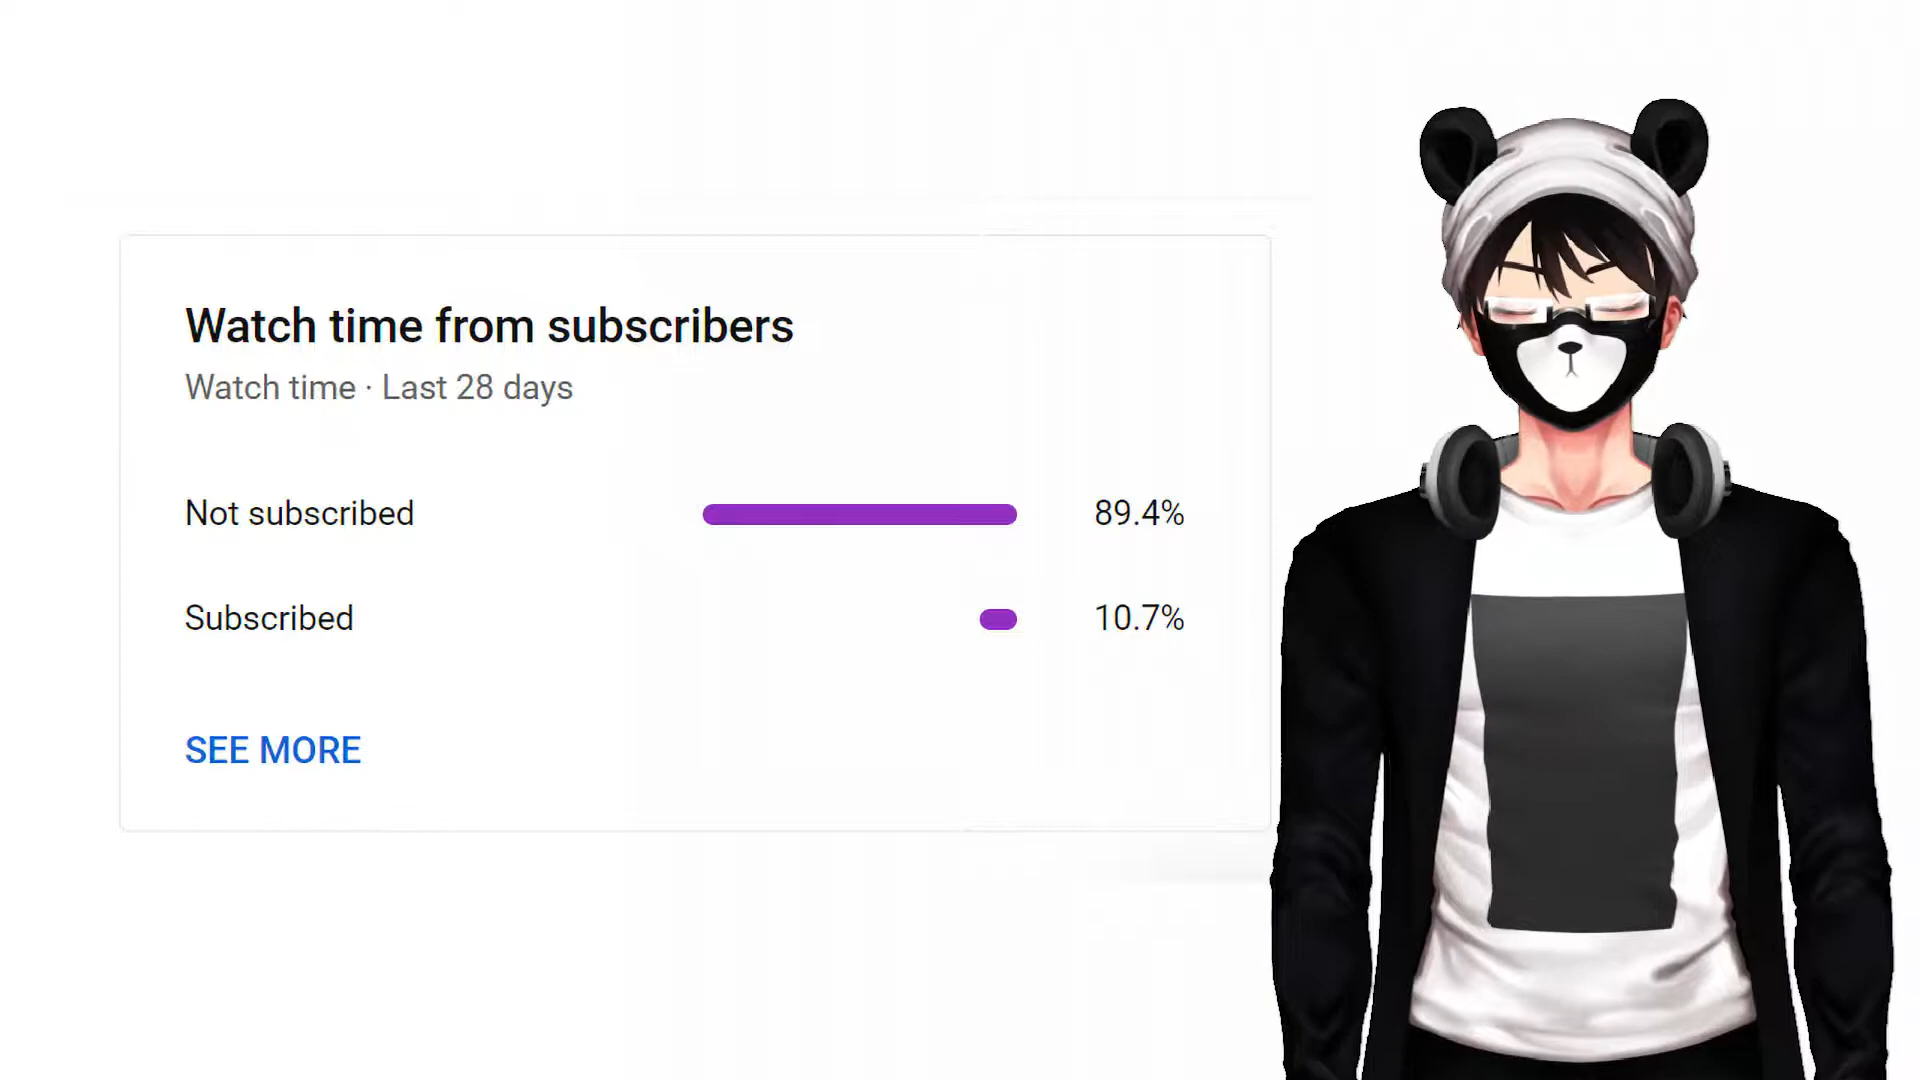 Watch time from subscribers
Watch time · Last 28 days
Not subscribed 89.4%
Subscribed 10.7%
SEE MORE